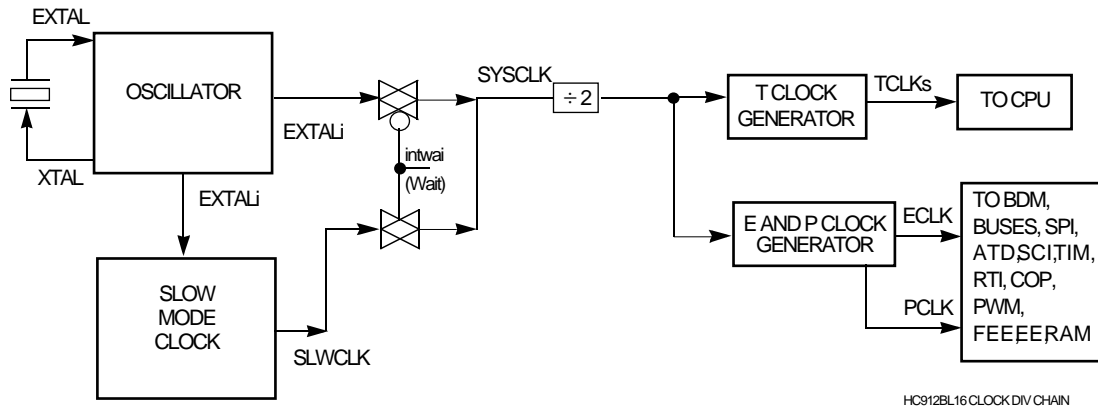 EXTAL
OSCILLATOR
XTAL
EXTALi
EXTALi
SLOW
MODE
CLOCK
SLWCLK
intwai
(Wait)
SYSCLK
÷ 2
T CLOCK
GENERATOR
TCLKs
TO CPU
E AND P CLOCK
GENERATOR
ECLK
PCLK
TO BDM,
BUSES, SPI,
ATD,SCI,TIM,
RTI, COP,
PWM,
FEE,EE,RAM
HC912BL16 CLOCK DIV CHAIN